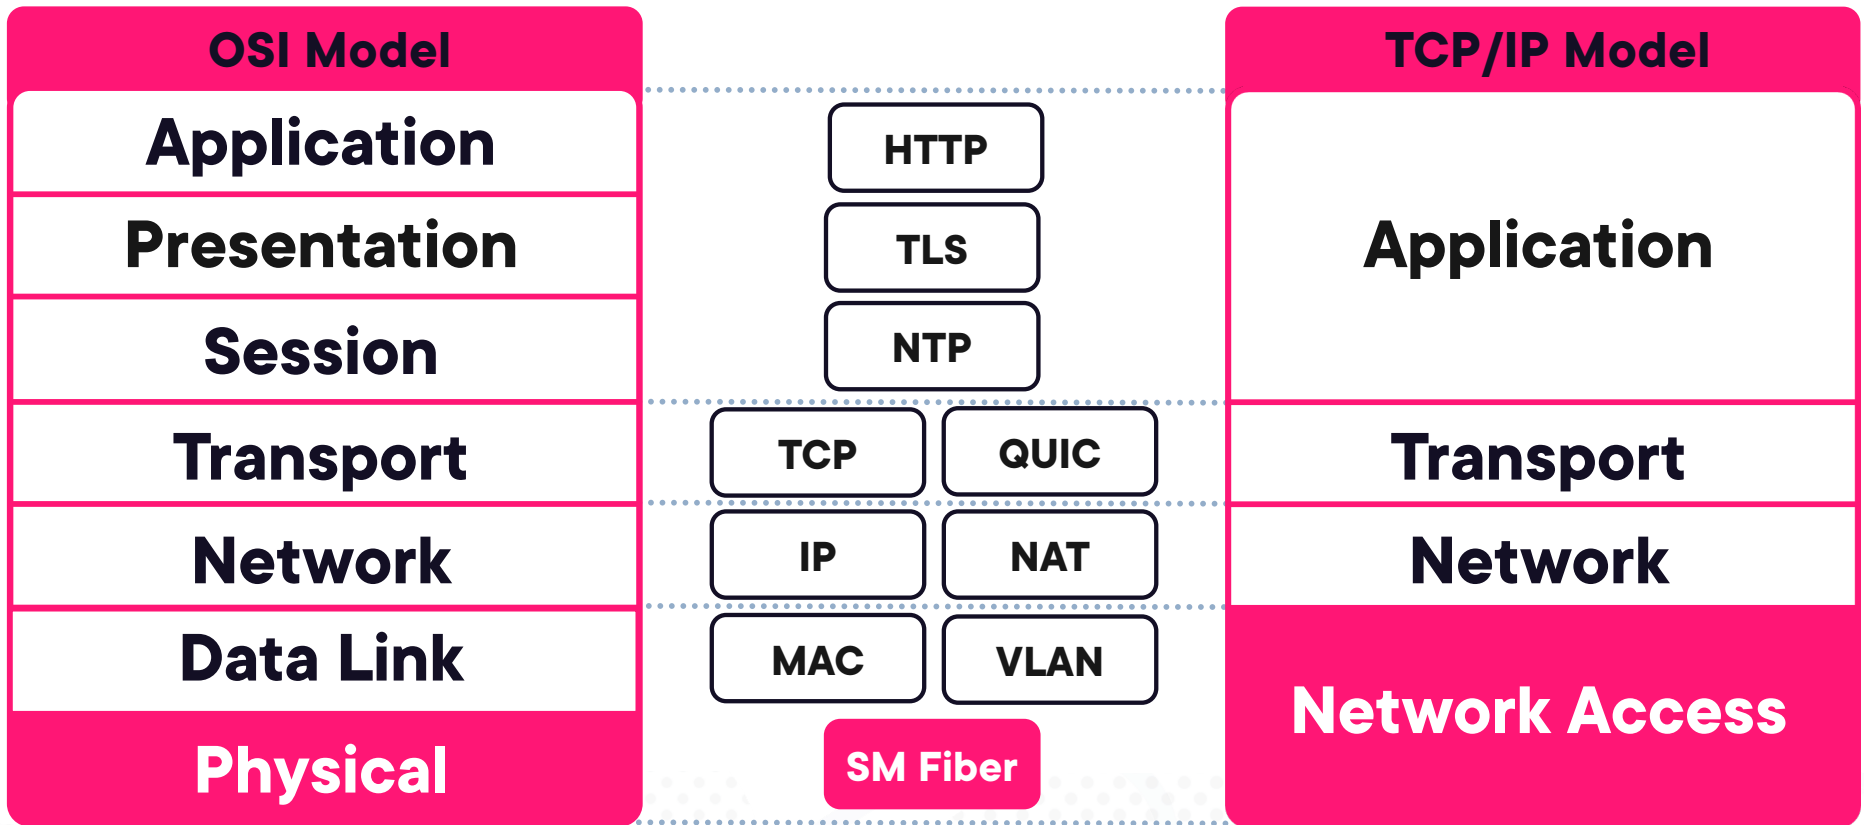 OSI Model
Application
Presentation
Session
Transport
Network
Data Link
Physical
HTTP
TLS
NTP
TCP QUIC
IP NAT
MAC VLAN
SM Fiber
TCP/IP Model
Application
Transport
Network
Network Access